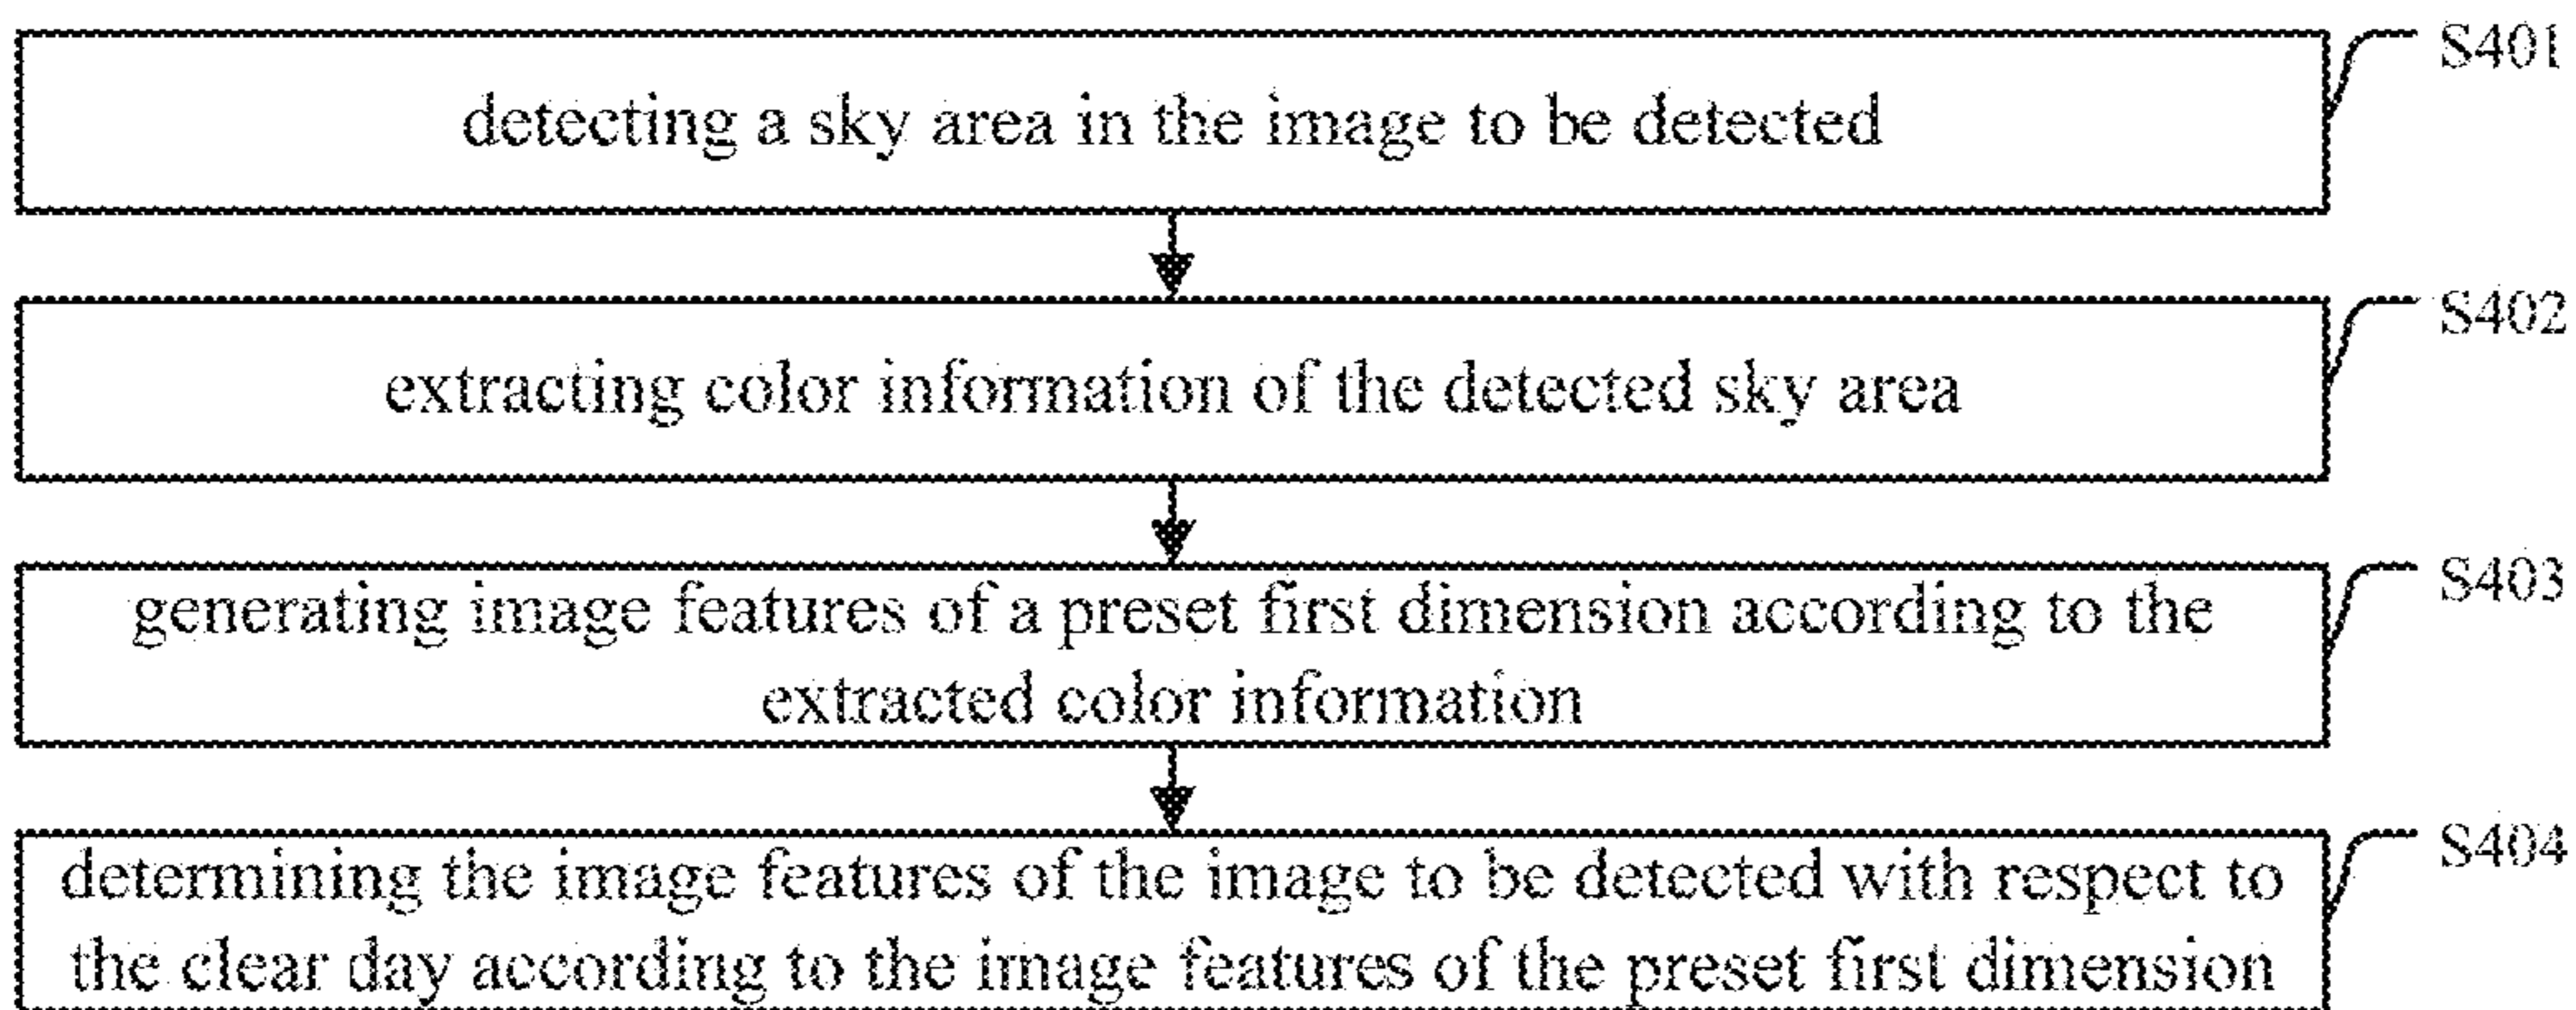 S401
detecting a sky area in the image to be detected
S402
extracting color information of the detected sky area
S403
generating image features of a preset first dimension according to the
extracted color information
S404
determining the image features of the image to be detected with respect to
the clear day according to the image features of the preset first dimension